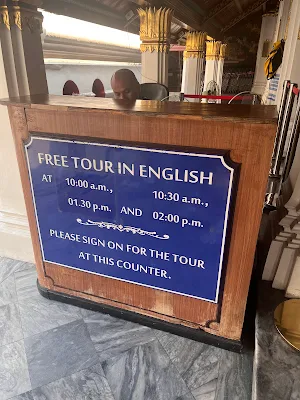 FREE TOUR IN ENGLISH
AT 10:00 a.m., 10:30 a.m.,
01.30 p.m. AND 02:00 p.m.
PLEASE SIGN ON FOR THE TOUR
AT THIS COUNTER.